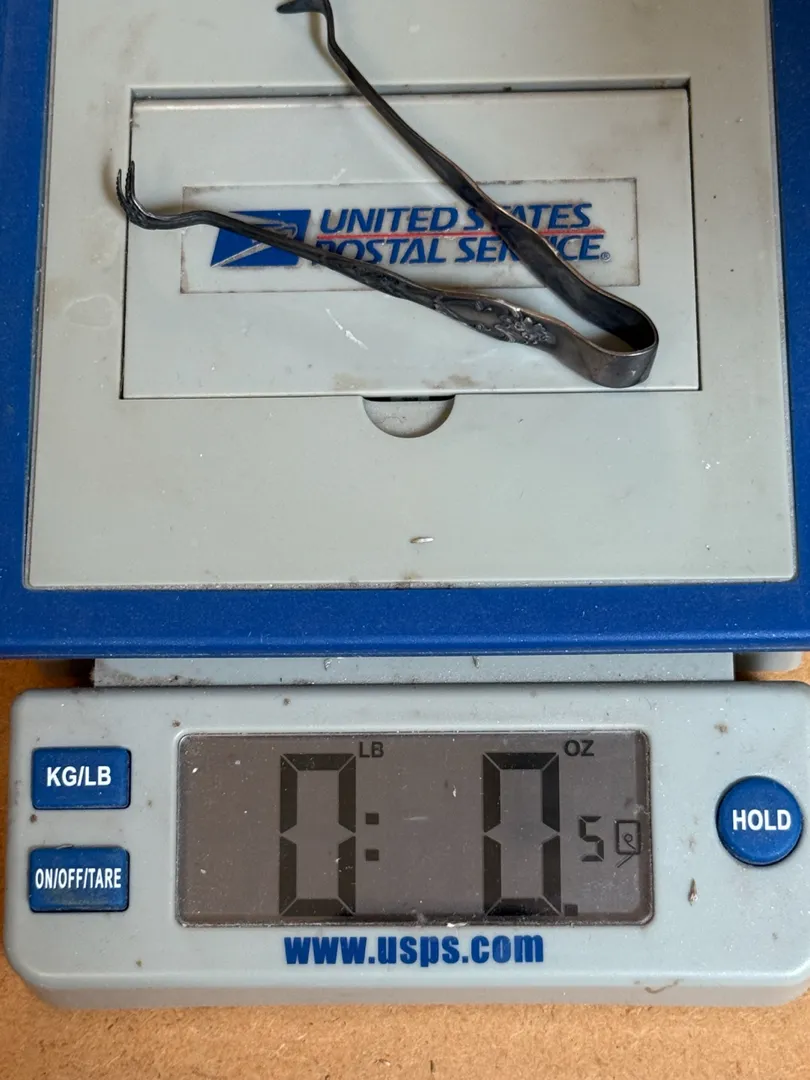 UNITED STATES
POSTAL SERVICE®
LB
OZ
KG/LB
0: 0.5
HOLD
ON/OFF/TARE
www.usps.com